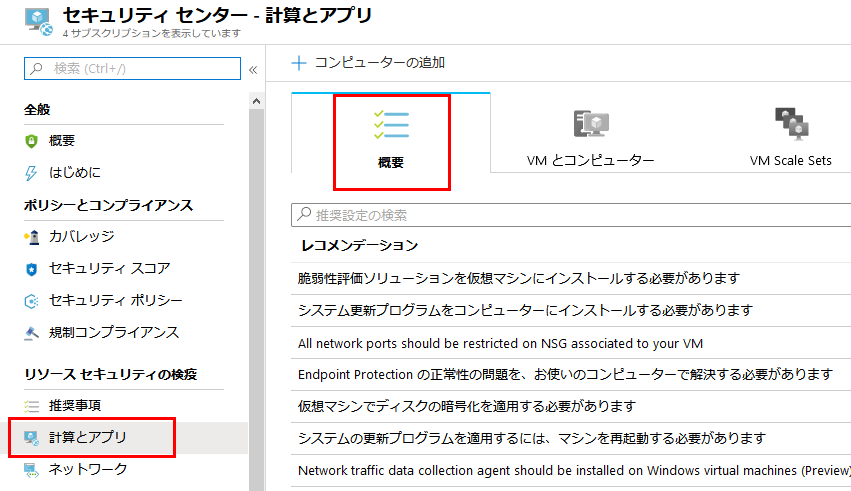 セキュリティ センター - 計算とアプリ
4 サブスクリプションを表示しています
検索 (Ctrl+/)
«
全般
概要
はじめに
ポリシーとコンプライアンス
カバレッジ
セキュリティ スコア
セキュリティ ポリシー
規制コンプライアンス
リソース セキュリティの検疫
推奨事項
計算とアプリ
ネットワーク
コンピューターの追加
概要
VM とコンピューター
VM Scale Sets
推奨設定の検索
レコメンデーション
脆弱性評価ソリューションを仮想マシンにインストールする必要があります
システム更新プログラムをコンピューターにインストールする必要があります
All network ports should be restricted on NSG associated to your VM
Endpoint Protection の正常性の問題を、お使いのコンピューターで解決する必要があります
仮想マシンでディスクの暗号化を適用する必要があります
システムの更新プログラムを適用するには、マシンを再起動する必要があります
Network traffic data collection agent should be installed on Windows virtual machines (Preview)